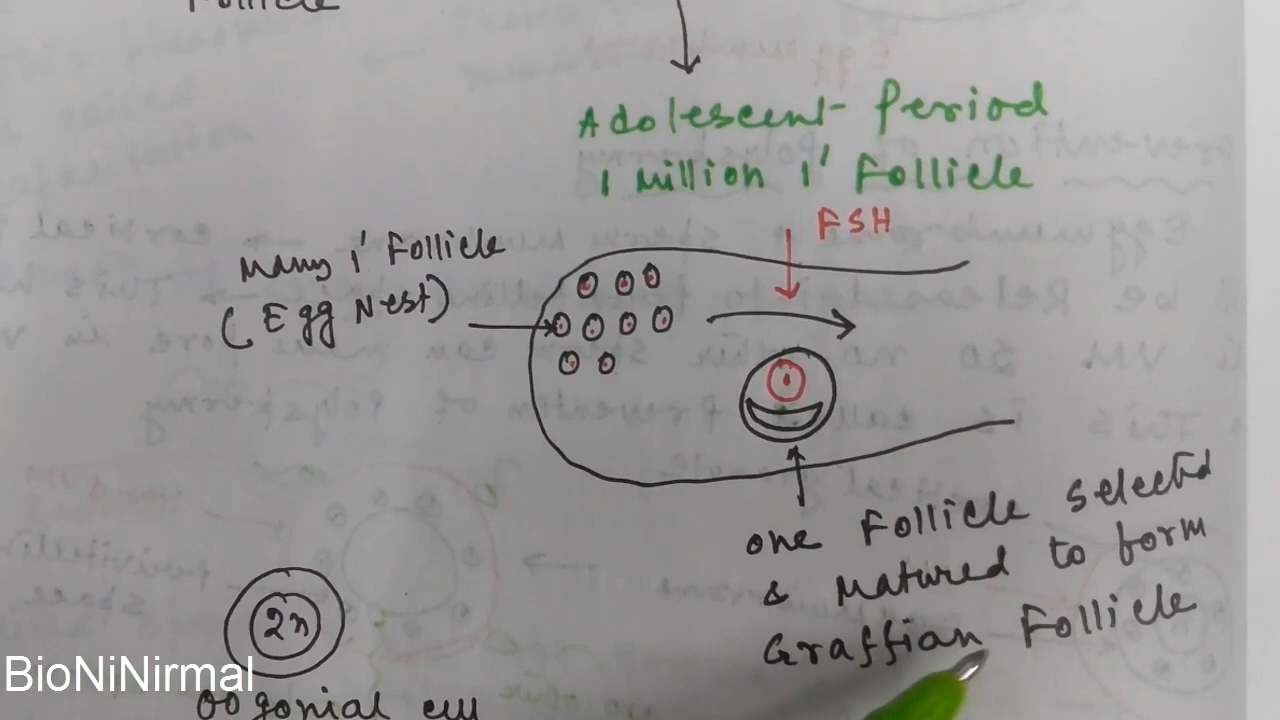 Follicle
Adolescent Period
1 Million 1' Follicle
FSH
Many 1' Follicle
(Egg Nest)
one Follicle selected
& Matured to form
Graffian Follicle
2n
oogonial cell
BioNiNirmal